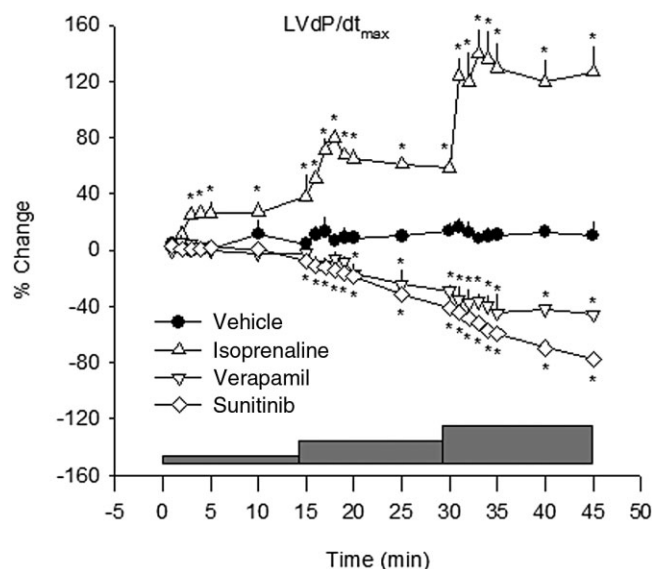 LVdP/dtmax
160
120
80
40
0
-40
-80
-120
-160
% Change
Vehicle
Isoprenaline
Verapamil
Sunitinib
-5 0 5 10 15 20 25 30 35 40 45 50
Time (min)